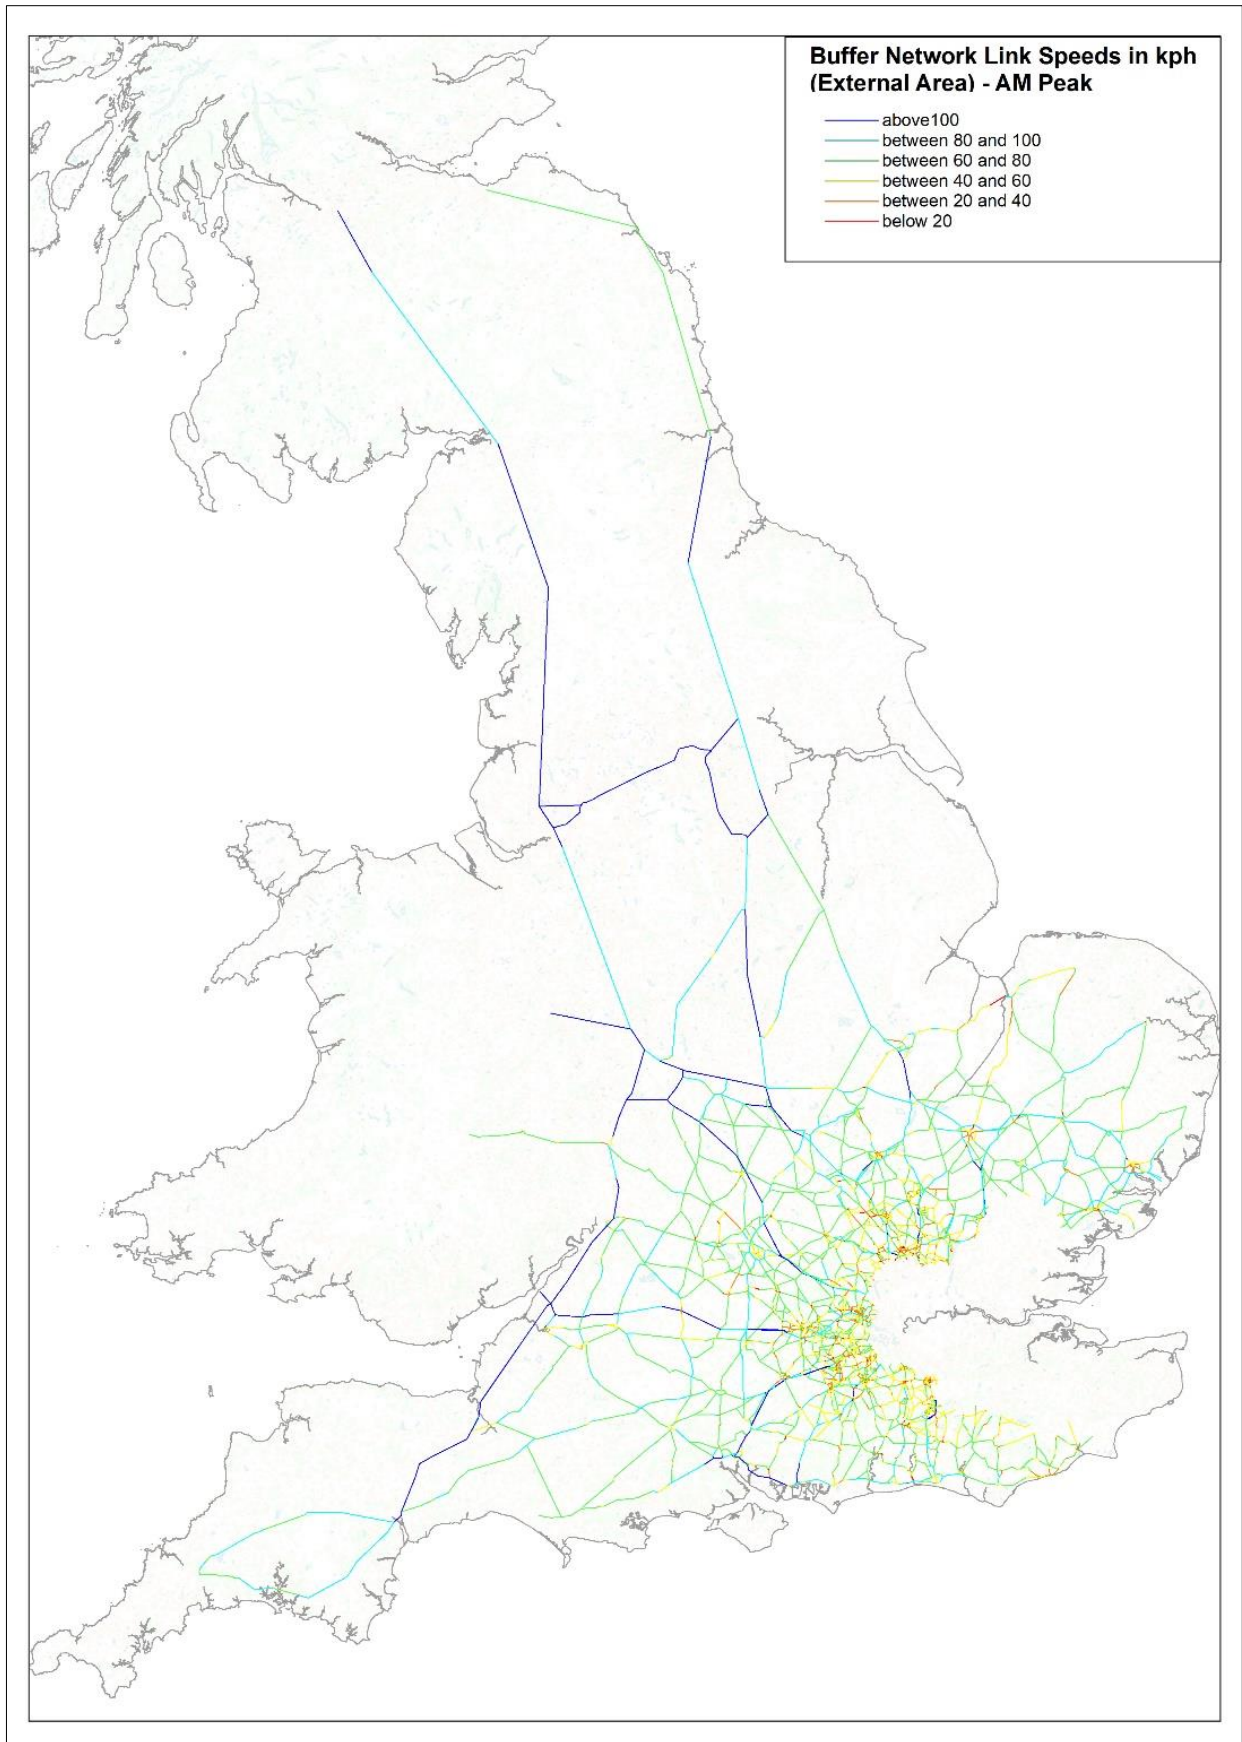 Buffer Network Link Speeds in kph
(External Area) - AM Peak
above100
between 80 and 100
between 60 and 80
between 40 and 60
between 20 and 40
below 20